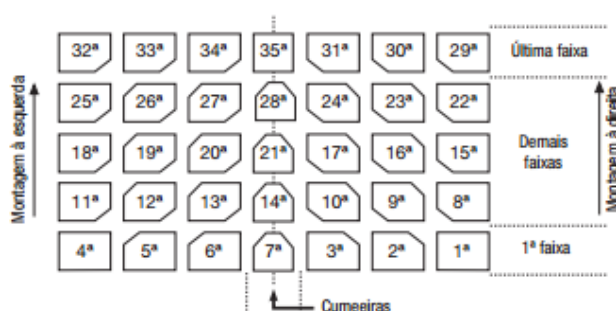 32ª 33ª 34ª 35ª 31ª 30ª 29ª Última faixa
25ª 26ª 27ª 28ª 24ª 23ª 22ª
18ª 19ª 20ª 21ª 17ª 16ª 15ª Demais faixas
11ª 12ª 13ª 14ª 10ª 9ª 8ª
4ª 5ª 6ª 7ª 3ª 2ª 1ª 1ª faixa
Cumeeiras
Montagem à esquerda
Montagem à direita